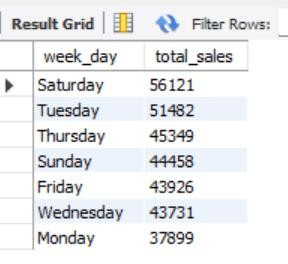 Result Grid Filter Rows:
week_day total_sales
Saturday 56121
Tuesday 51482
Thursday 45349
Sunday 44458
Friday 43926
Wednesday 43731
Monday 37899